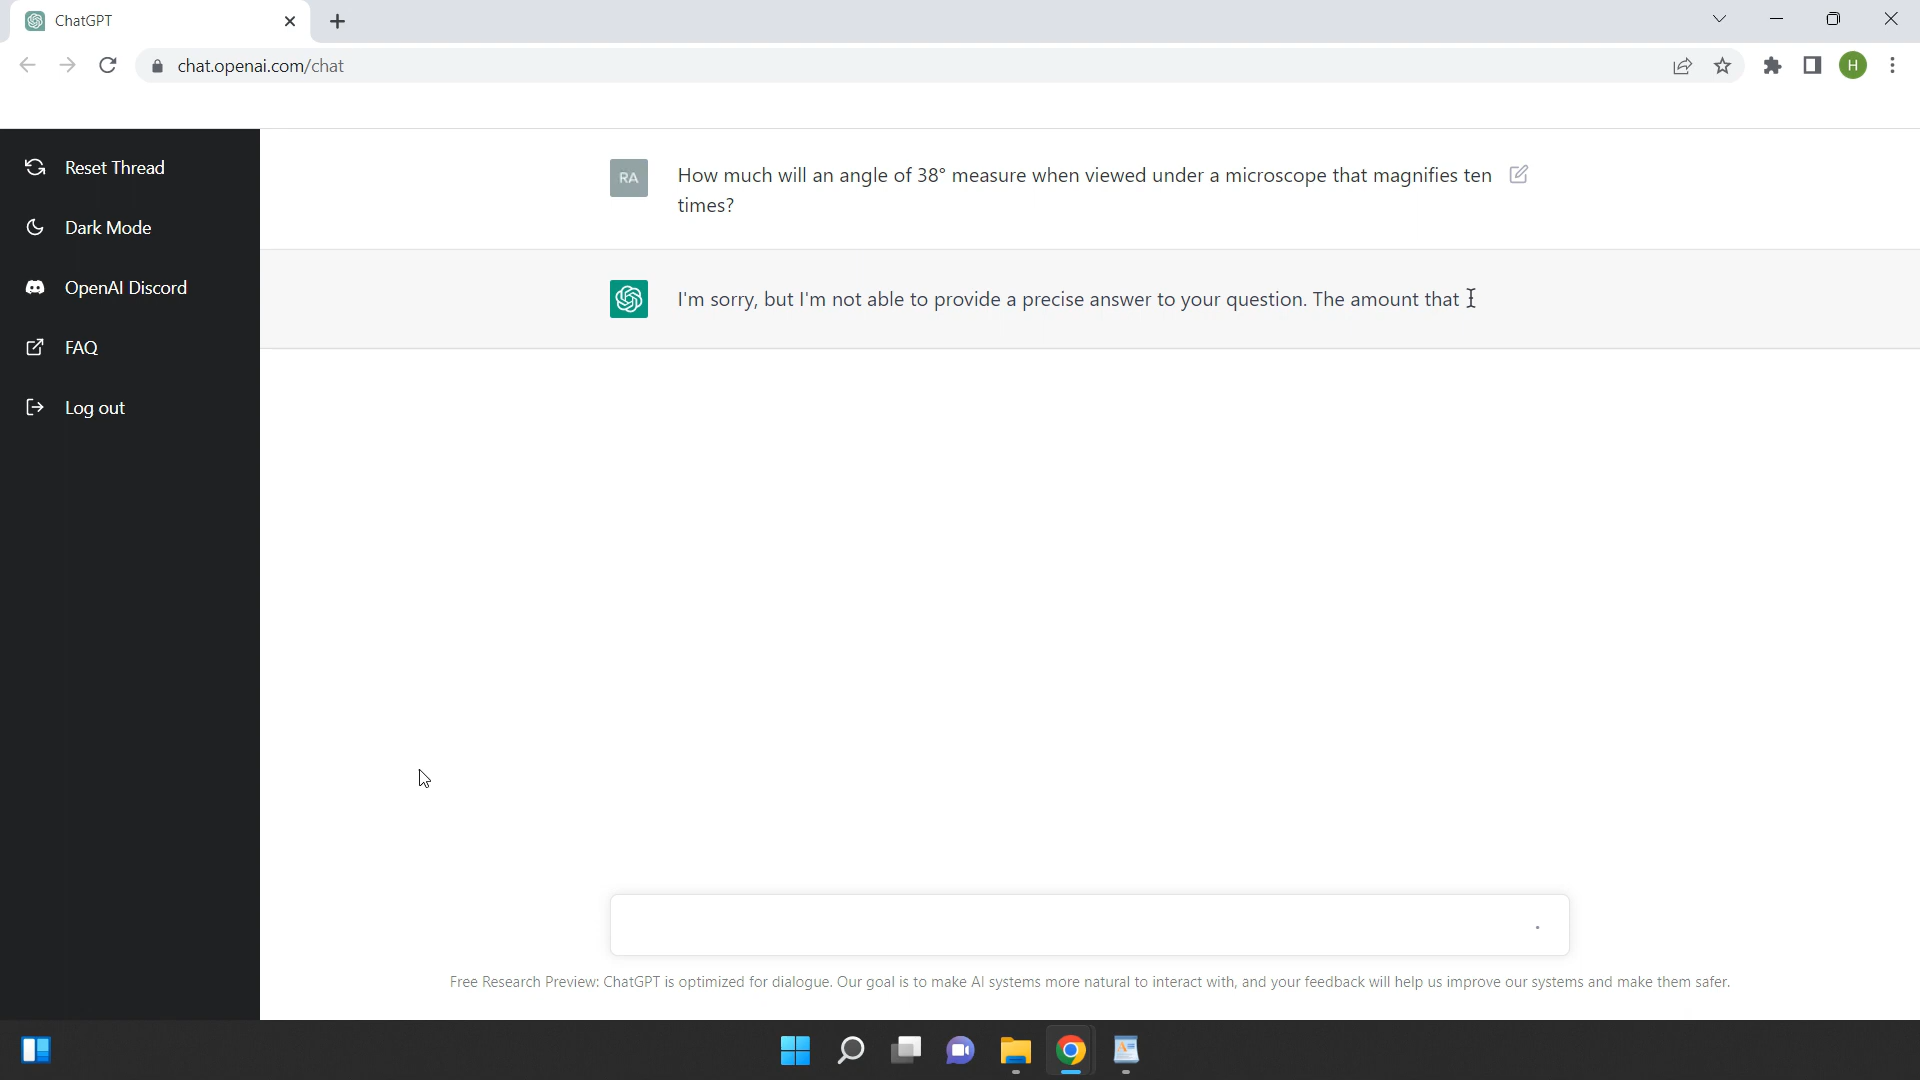 ChatGPT
chat.openai.com/chat
H
Reset Thread
Dark Mode
OpenAI Discord
FAQ
Log out
RA
How much will an angle of 38° measure when viewed under a microscope that magnifies ten
times?
I'm sorry, but I'm not able to provide a precise answer to your question. The amount that
Free Research Preview: ChatGPT is optimized for dialogue. Our goal is to make AI systems more natural to interact with, and your feedback will help us improve our systems and make them safer.